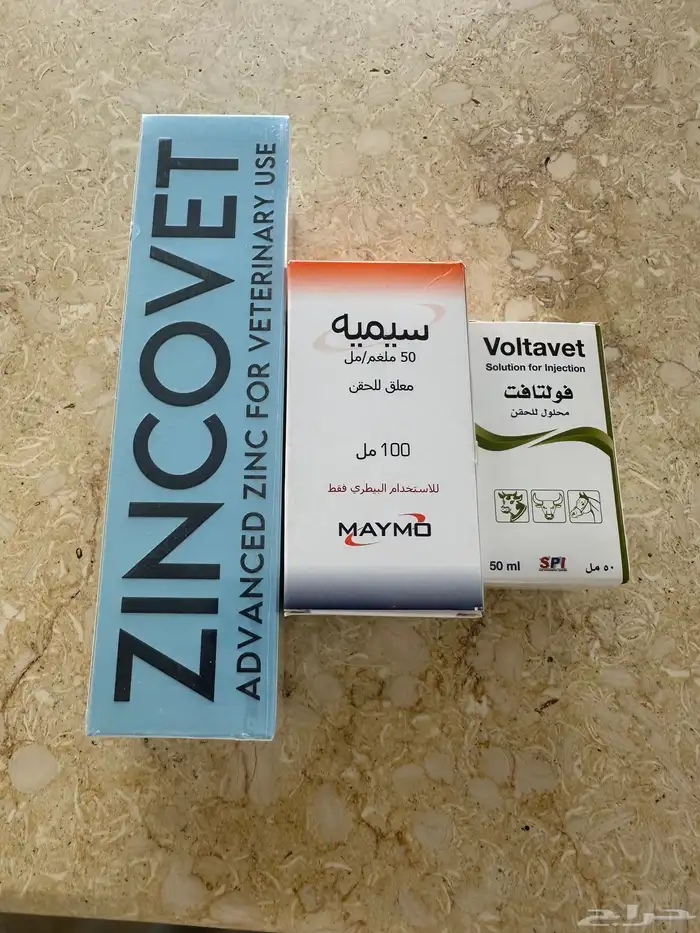 ZINCOVET
ADVANCED ZINC FOR VETERINARY USE
سيميه
50 ملغم/مل
معلق للحقن
100 مل
للاستخدام البيطري فقط
MAYMO
Voltavet
Solution for Injection
فولتافت
محلول للحقن
50 ml
SPI
٥٠ مل
حراج